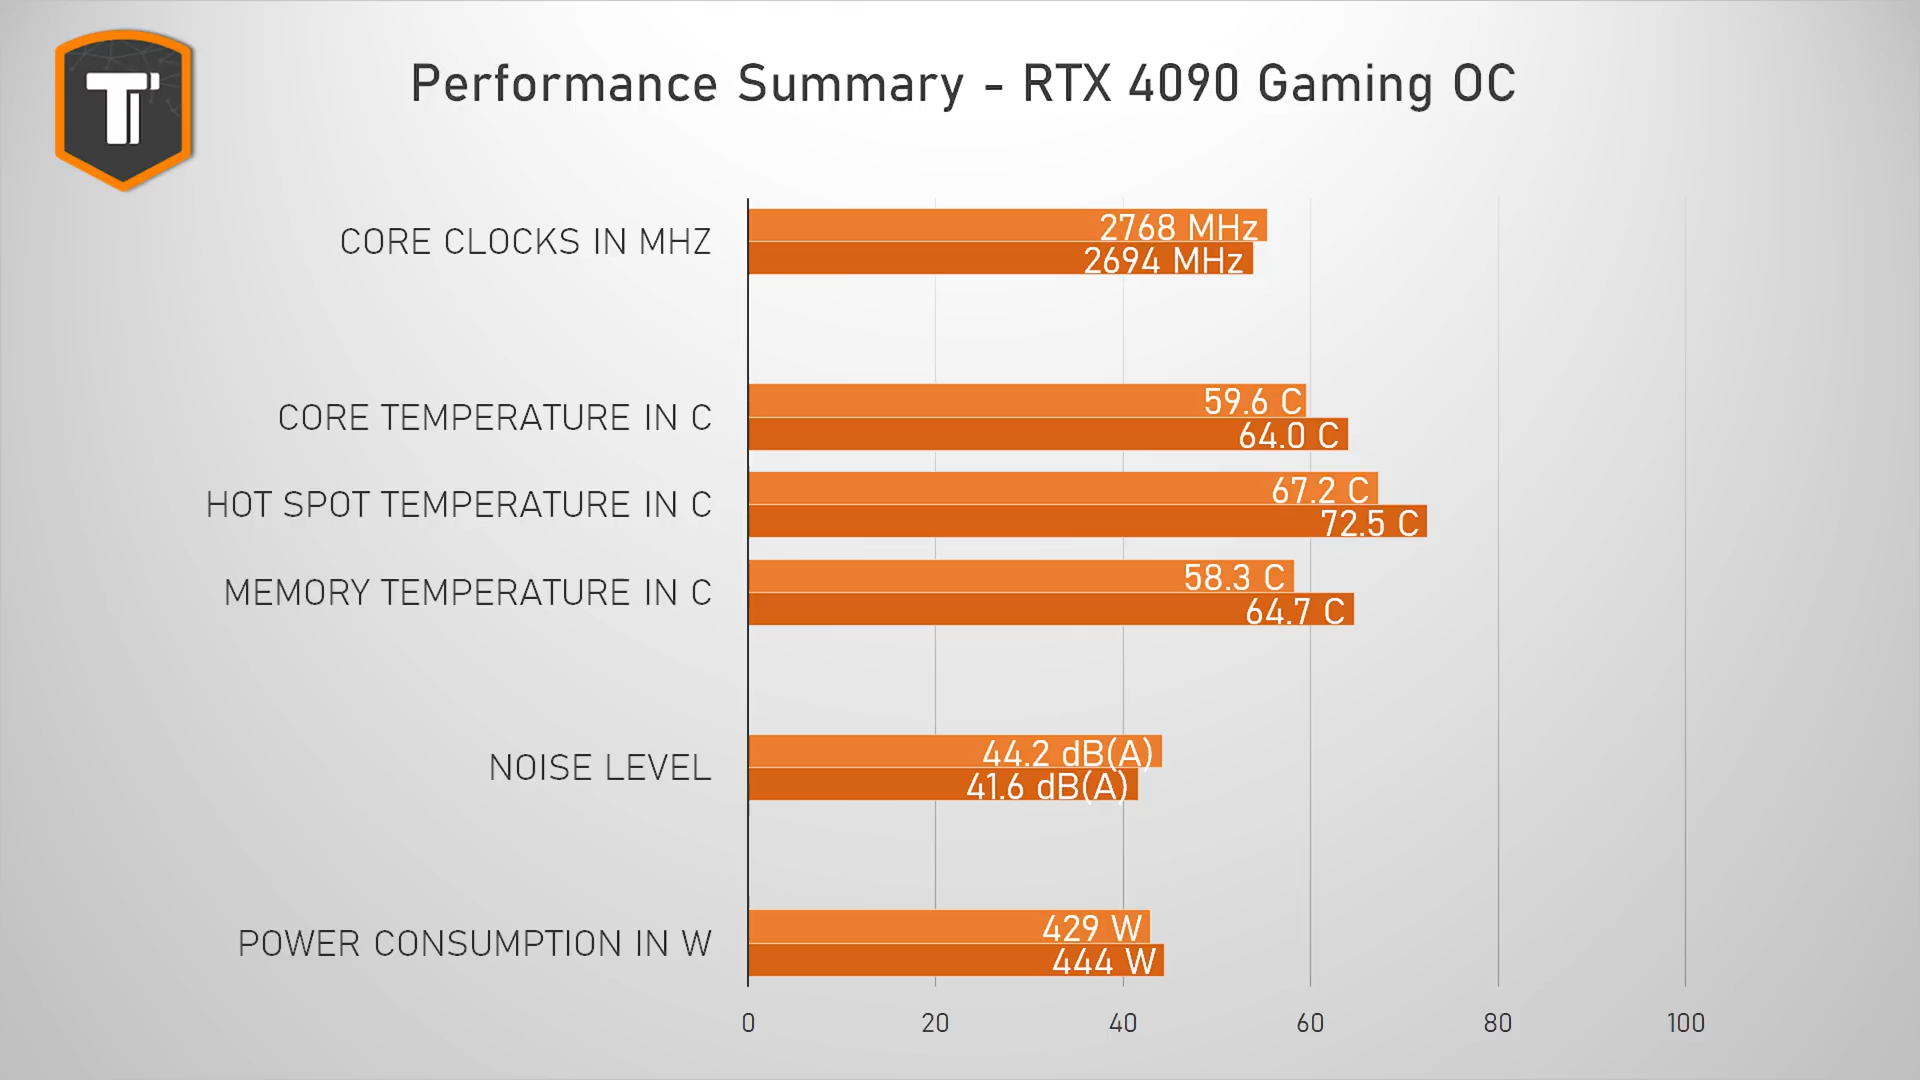 T
Performance Summary - RTX 4090 Gaming OC
CORE CLOCKS IN MHZ
2768 MHz
2694 MHz
CORE TEMPERATURE IN C
59.6 C
64.0 C
HOT SPOT TEMPERATURE IN C
67.2 C
72.5 C
MEMORY TEMPERATURE IN C
58.3 C
64.7 C
NOISE LEVEL
44.2 dB(A)
41.6 dB(A)
POWER CONSUMPTION IN W
429 W
444 W
0 20 40 60 80 100